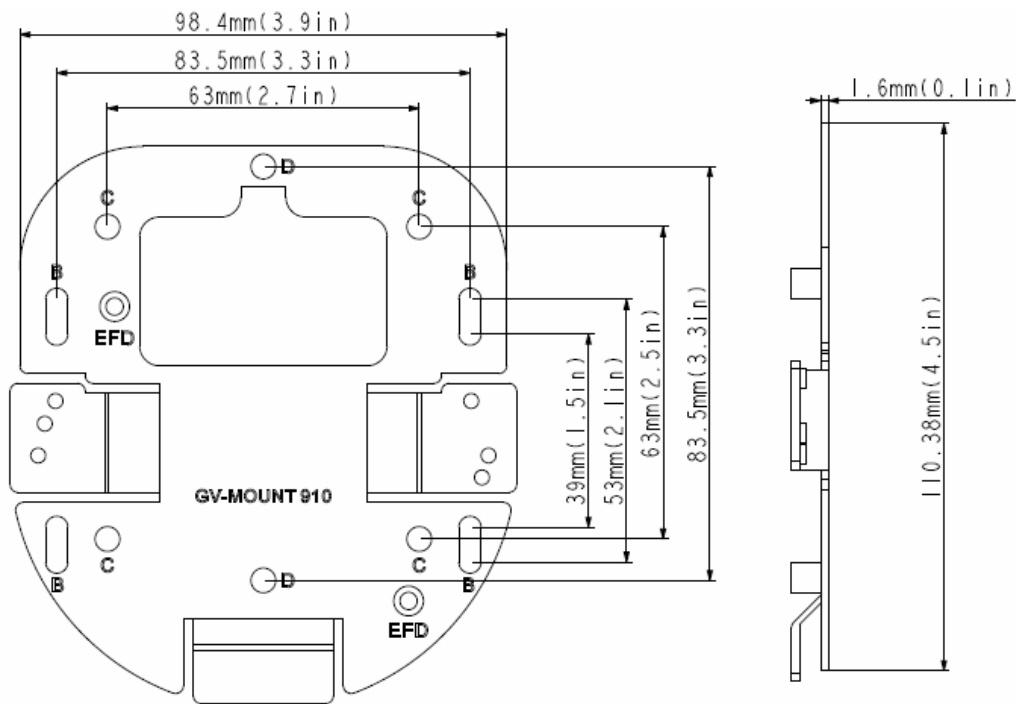 98.4mm(3.9in)
83.5mm(3.3in)
63mm(2.7in)
1.6mm(0.1in)
D
C
C
B
B
EFD
39mm(1.5in)
53mm(2.1in)
63mm(2.5in)
83.5mm(3.3in)
110.38mm(4.5in)
GV-MOUNT 910
B
C
D
C
B
EFD